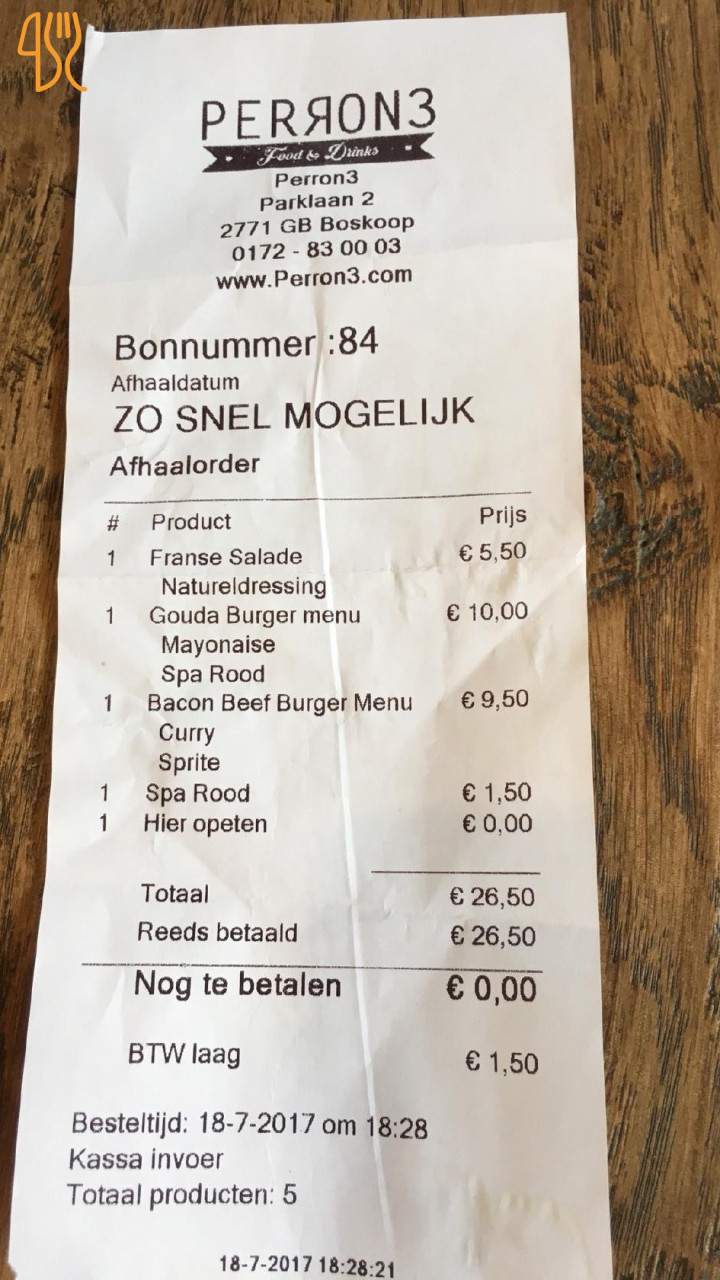 PERRON3
Food & Drinks
Perron3
Parklaan 2
2771 GB Boskoop
0172 - 83 00 03
www.Perron3.com
Bonnummer :84
Afhaaldatum
ZO SNEL MOGELIJK
Afhaalorder
# Product Prijs
1 Franse Salade € 5,50
Natureldressing
1 Gouda Burger menu € 10,00
Mayonaise
Spa Rood
1 Bacon Beef Burger Menu € 9,50
Curry
Sprite
1 Spa Rood € 1,50
1 Hier opeten € 0,00
Totaal € 26,50
Reeds betaald € 26,50
Nog te betalen € 0,00
BTW laag € 1,50
Besteltijd: 18-7-2017 om 18:28
Kassa invoer
Totaal producten: 5
18-7-2017 18:28:21